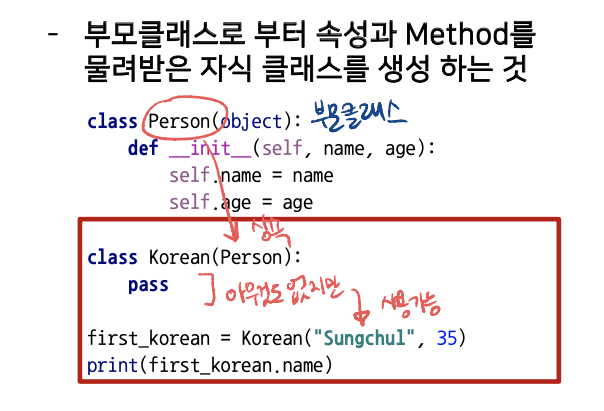 - 부모클래스로 부터 속성과 Method를
물려받은 자식 클래스를 생성 하는 것
class Person(object): 부모클래스
def __init__(self, name, age):
self.name = name
self.age = age
상속
class Korean(Person):
pass
아무것도 없지만
사용가능
first_korean = Korean("Sungchul", 35)
print(first_korean.name)